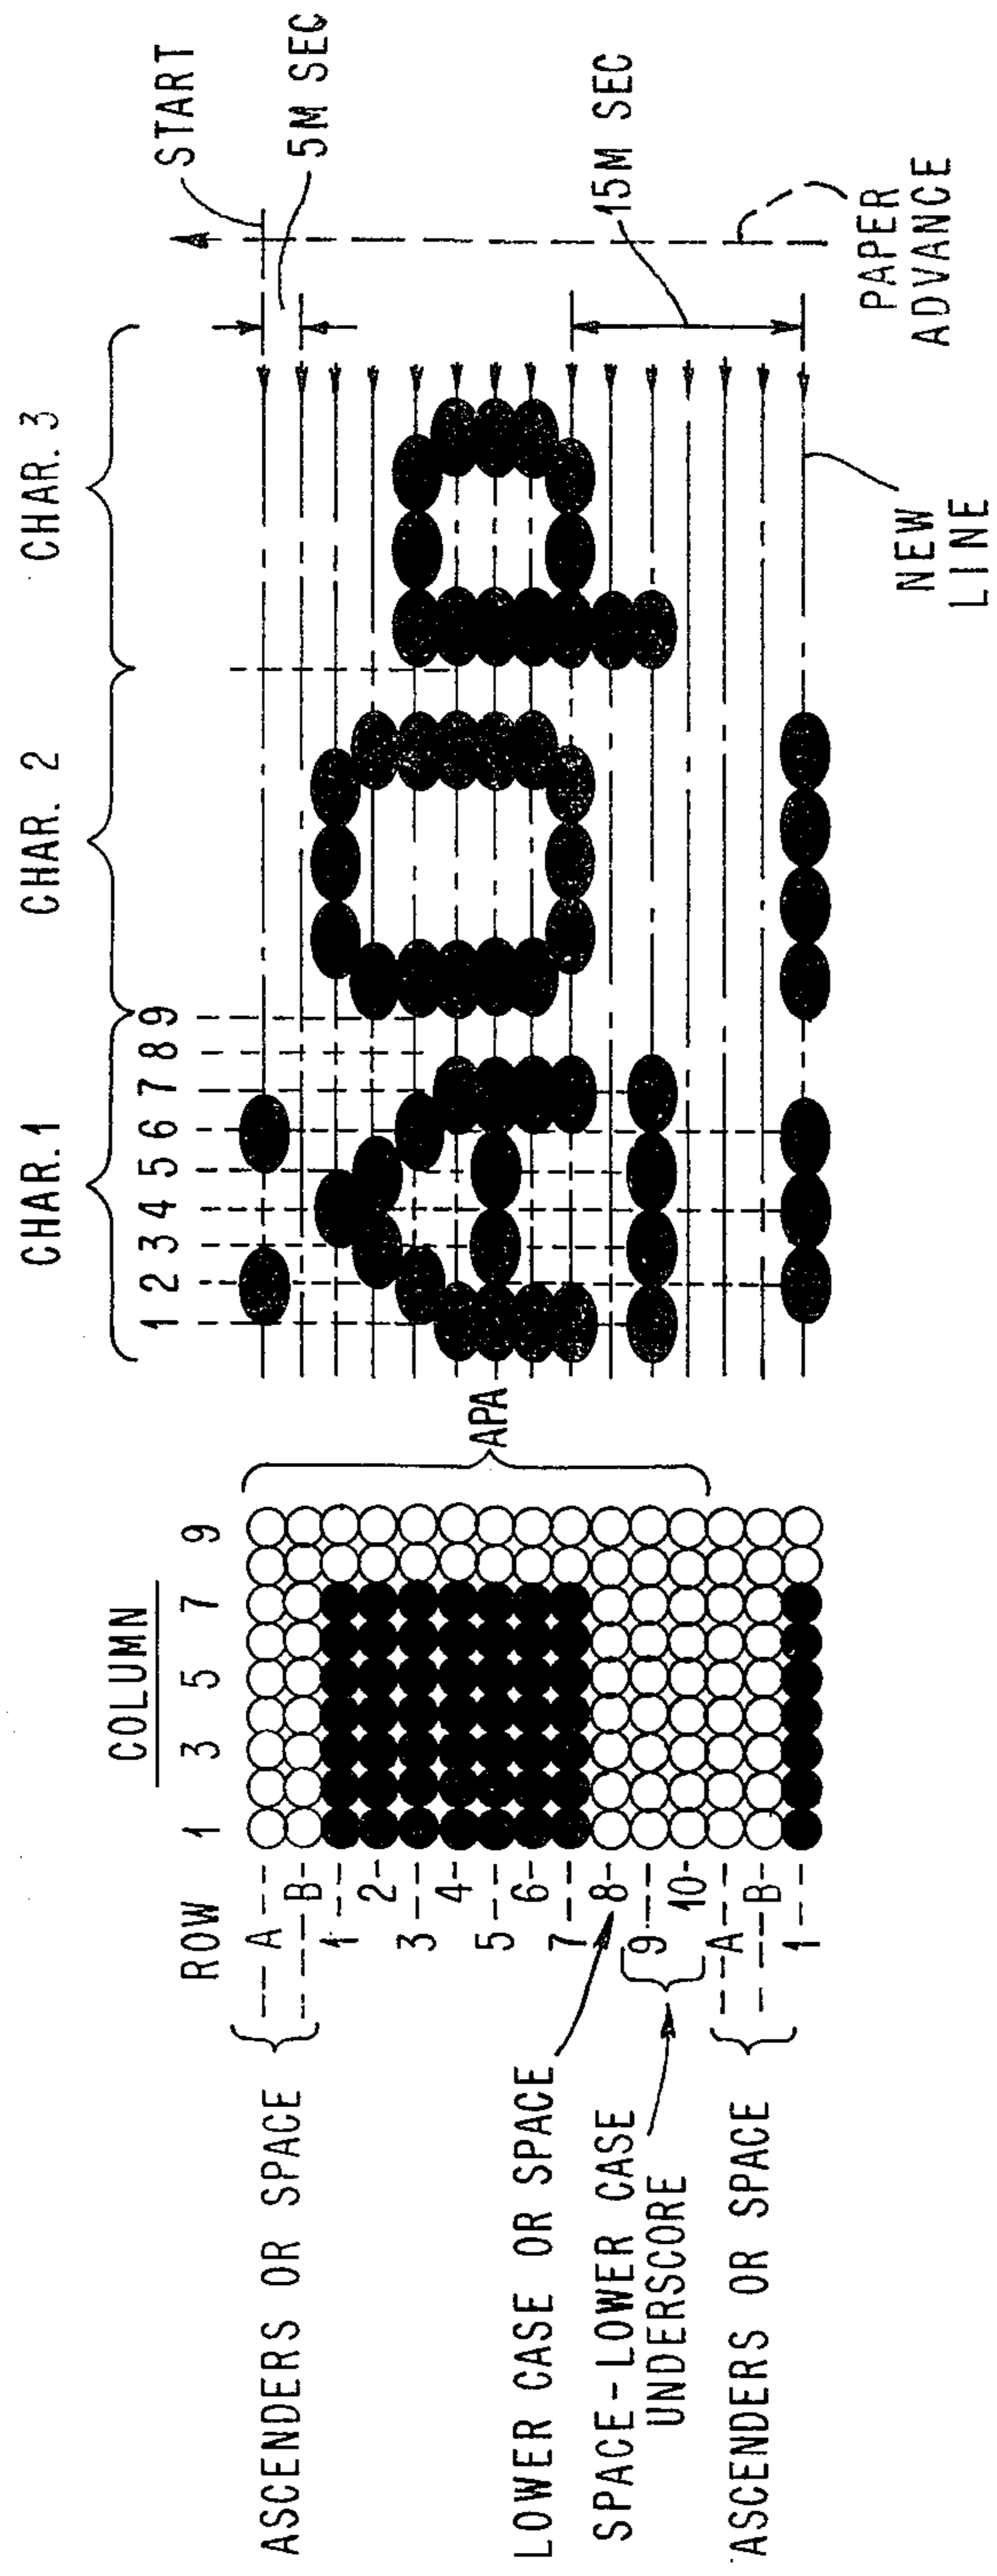 CHAR. 1 CHAR. 2 CHAR. 3
START
5M SEC
COLUMN
1 2 3 4 5 6 7 8 9
ROW 1 3 5 7 9
ASCENDERS OR SPACE
A
B
1
2
3
4
5
6
7
8
9
10
A
B
1
APA
LOWER CASE OR SPACE
SPACE-LOWER CASE
UNDERSCORE
ASCENDERS OR SPACE
15M SEC
PAPER
ADVANCE
NEW
LINE